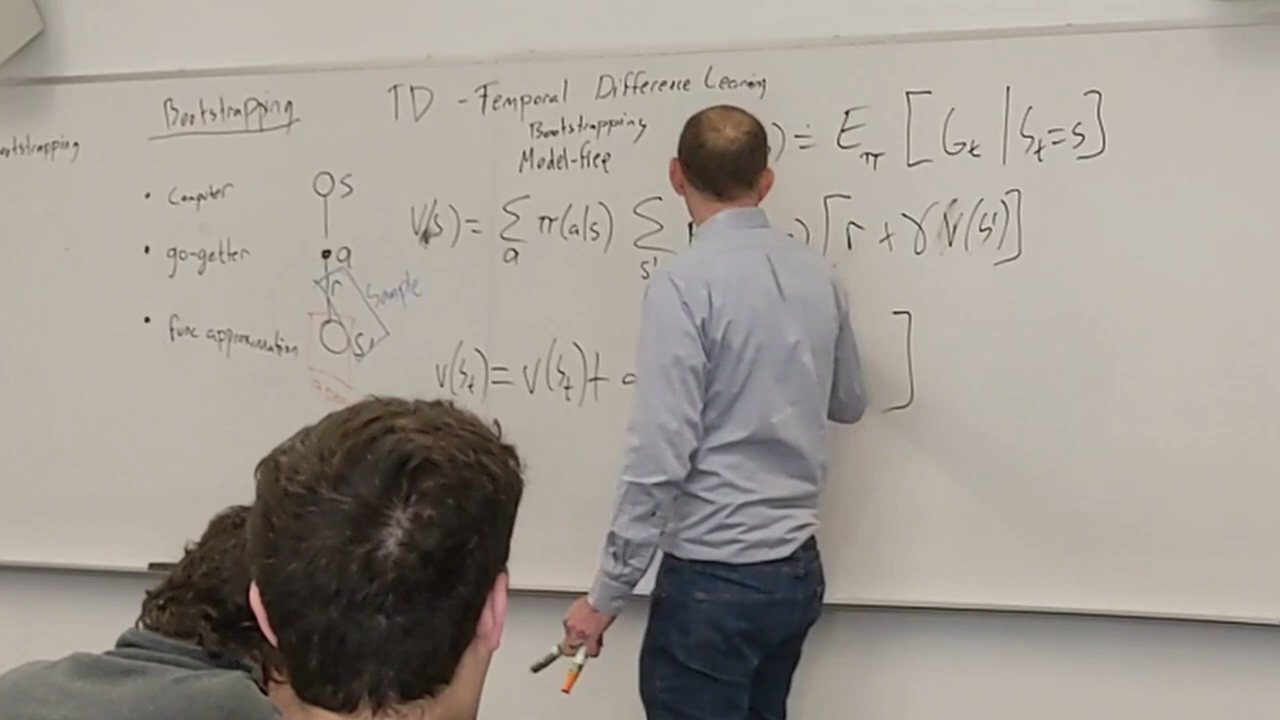 Bootstrapping
TD - Temporal Difference Learning
Bootstrapping
Model-free
) ≐ E_π [G_t | S_t = s]
• Computer
• go-getter
• func approximation
S
a
r
S'
Sample
V(s) = Σ_a π(a|s) Σ_s' ) [r + γ V(s')]
V(S_t) = V(S_t) + ]